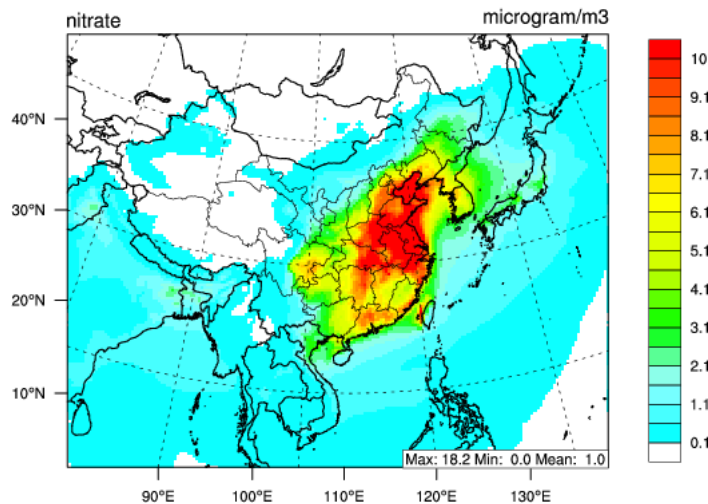 nitrate
microgram/m3
40°N
30°N
20°N
10°N
90°E
100°E
110°E
120°E
130°E
Max: 18.2 Min: 0.0 Mean: 1.0
10
9.1
8.1
7.1
6.1
5.1
4.1
3.1
2.1
1.1
0.1